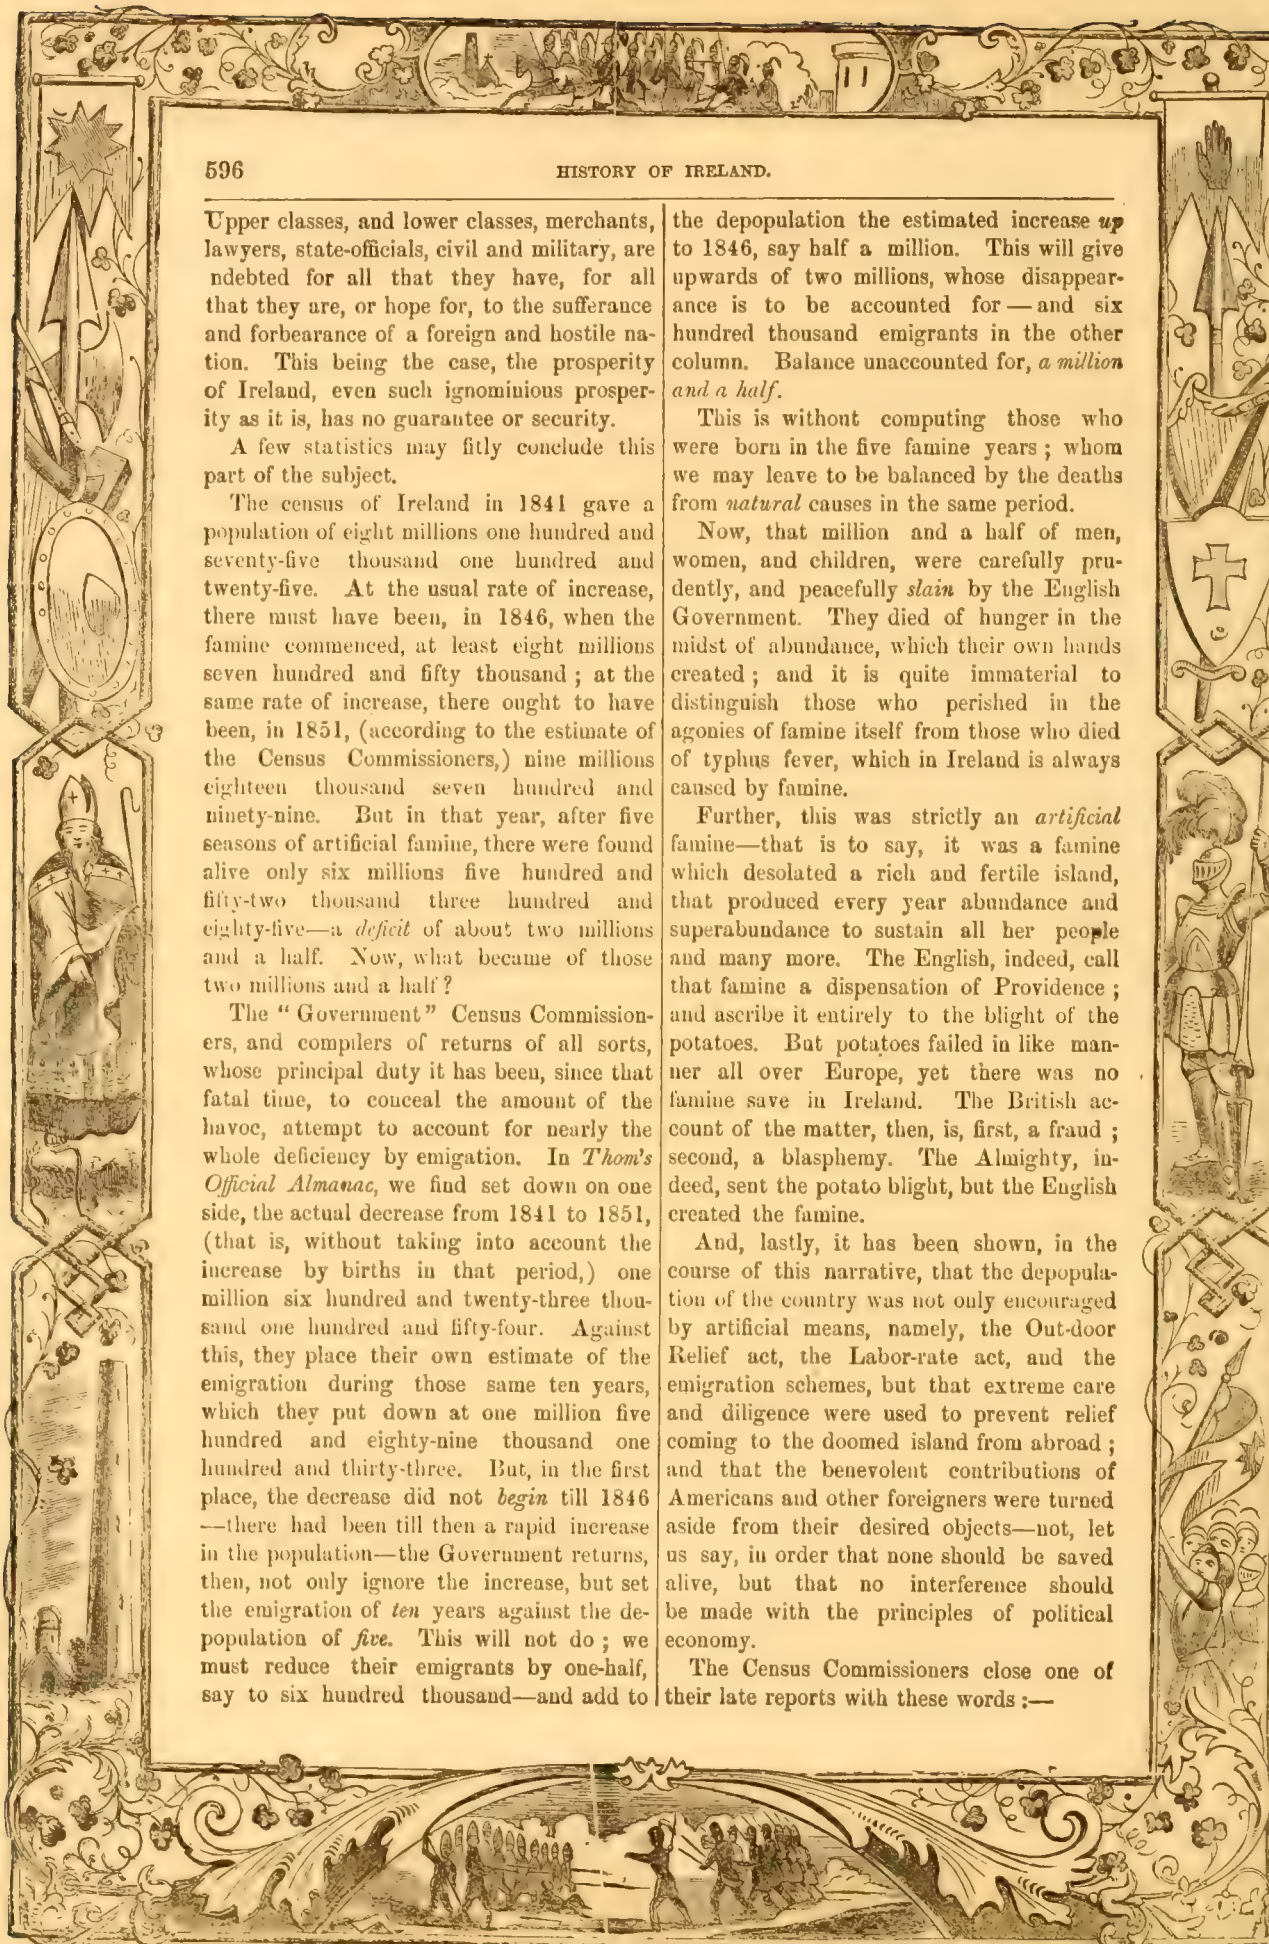 596
HISTORY OF IRELAND.
Upper classes, and lower classes, merchants,
lawyers, state-officials, civil and military, are
ndebted for all that they have, for all
that they are, or hope for, to the sufferance
and forbearance of a foreign and hostile na-
tion. This being the case, the prosperity
of Ireland, even such ignominious prosper-
ity as it is, has no guarantee or security.
A few statistics may fitly conclude this
part of the subject.
The census of Ireland in 1841 gave a
population of eight millions one hundred and
seventy-five thousand one hundred and
twenty-five. At the usual rate of increase,
there must have been, in 1846, when the
famine commenced, at least eight millions
seven hundred and fifty thousand; at the
same rate of increase, there ought to have
been, in 1851, (according to the estimate of
the Census Commissioners,) nine millions
eighteen thousand seven hundred and
ninety-nine. But in that year, after five
seasons of artificial famine, there were found
alive only six millions five hundred and
fifty-two thousand three hundred and
eighty-five—a deficit of about two millions
and a half. Now, what became of those
two millions and a half?
The "Government" Census Commission-
ers, and compilers of returns of all sorts,
whose principal duty it has been, since that
fatal time, to conceal the amount of the
havoc, attempt to account for nearly the
whole deficiency by emigation. In Thom's
Official Almanac, we find set down on one
side, the actual decrease from 1841 to 1851,
(that is, without taking into account the
increase by births in that period,) one
million six hundred and twenty-three thou-
sand one hundred and fifty-four. Against
this, they place their own estimate of the
emigration during those same ten years,
which they put down at one million five
hundred and eighty-nine thousand one
hundred and thirty-three. But, in the first
place, the decrease did not begin till 1846
—there had been till then a rapid increase
in the population—the Government returns,
then, not only ignore the increase, but set
the emigration of ten years against the de-
population of five. This will not do; we
must reduce their emigrants by one-half,
say to six hundred thousand—and add to
the depopulation the estimated increase up
to 1846, say half a million. This will give
upwards of two millions, whose disappear-
ance is to be accounted for—and six
hundred thousand emigrants in the other
column. Balance unaccounted for, a million
and a half.
This is without computing those who
were born in the five famine years; whom
we may leave to be balanced by the deaths
from natural causes in the same period.
Now, that million and a half of men,
women, and children, were carefully pru-
dently, and peacefully slain by the English
Government. They died of hunger in the
midst of abundance, which their own hands
created; and it is quite immaterial to
distinguish those who perished in the
agonies of famine itself from those who died
of typhus fever, which in Ireland is always
caused by famine.
Further, this was strictly an artificial
famine—that is to say, it was a famine
which desolated a rich and fertile island,
that produced every year abundance and
superabundance to sustain all her people
and many more. The English, indeed, call
that famine a dispensation of Providence;
and ascribe it entirely to the blight of the
potatoes. But potatoes failed in like man-
ner all over Europe, yet there was no
famine save in Ireland. The British ac-
count of the matter, then, is, first, a fraud;
second, a blasphemy. The Almighty, in-
deed, sent the potato blight, but the English
created the famine.
And, lastly, it has been shown, in the
course of this narrative, that the depopula-
tion of the country was not only encouraged
by artificial means, namely, the Out-door
Relief act, the Labor-rate act, and the
emigration schemes, but that extreme care
and diligence were used to prevent relief
coming to the doomed island from abroad;
and that the benevolent contributions of
Americans and other foreigners were turned
aside from their desired objects—not, let
us say, in order that none should be saved
alive, but that no interference should
be made with the principles of political
economy.
The Census Commissioners close one of
their late reports with these words:—